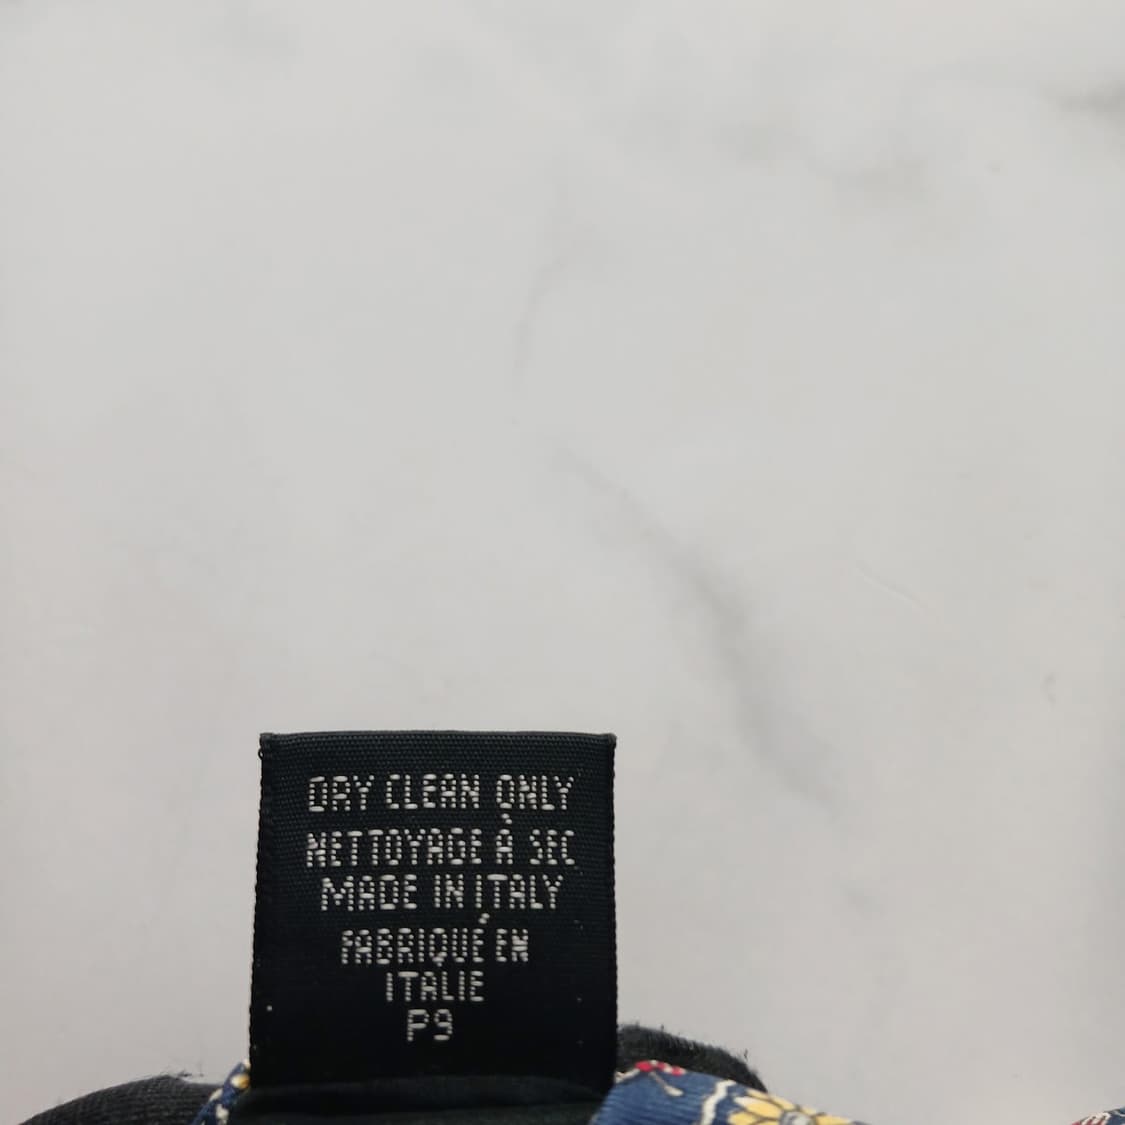 DRY CLEAN ONLY
NETTOYAGE À SEC
MADE IN ITALY
FABRIQUÉ EN
ITALIE
P9